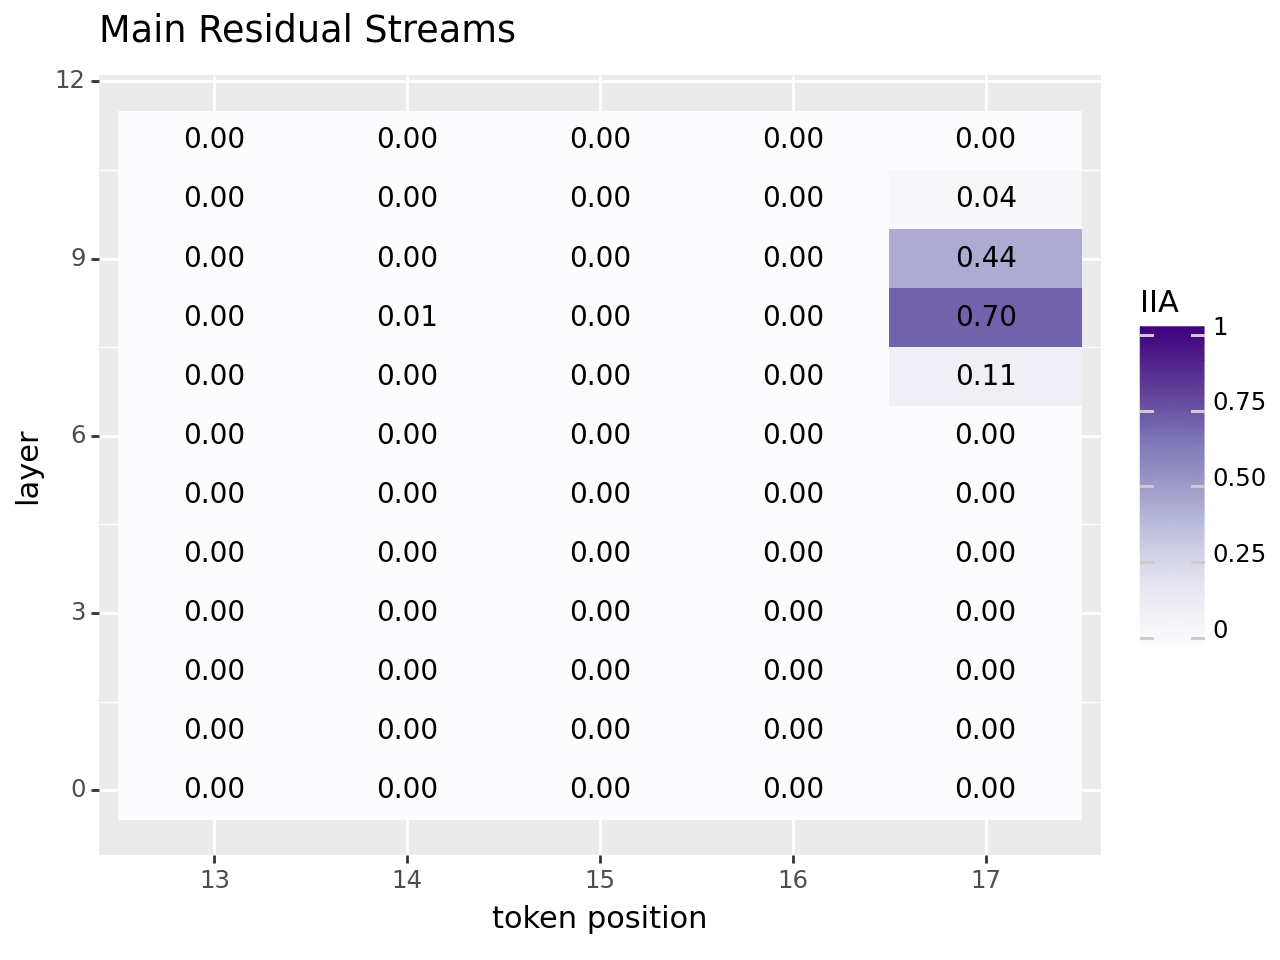 Main Residual Streams
12
0.00 0.00 0.00 0.00 0.00
0.00 0.00 0.00 0.00 0.04
9 0.00 0.00 0.00 0.00 0.44
0.00 0.01 0.00 0.00 0.70
0.00 0.00 0.00 0.00 0.11
6 0.00 0.00 0.00 0.00 0.00
0.00 0.00 0.00 0.00 0.00
0.00 0.00 0.00 0.00 0.00
3 0.00 0.00 0.00 0.00 0.00
0.00 0.00 0.00 0.00 0.00
0.00 0.00 0.00 0.00 0.00
0 0.00 0.00 0.00 0.00 0.00
13 14 15 16 17
token position
layer
IIA
1
0.75
0.50
0.25
0